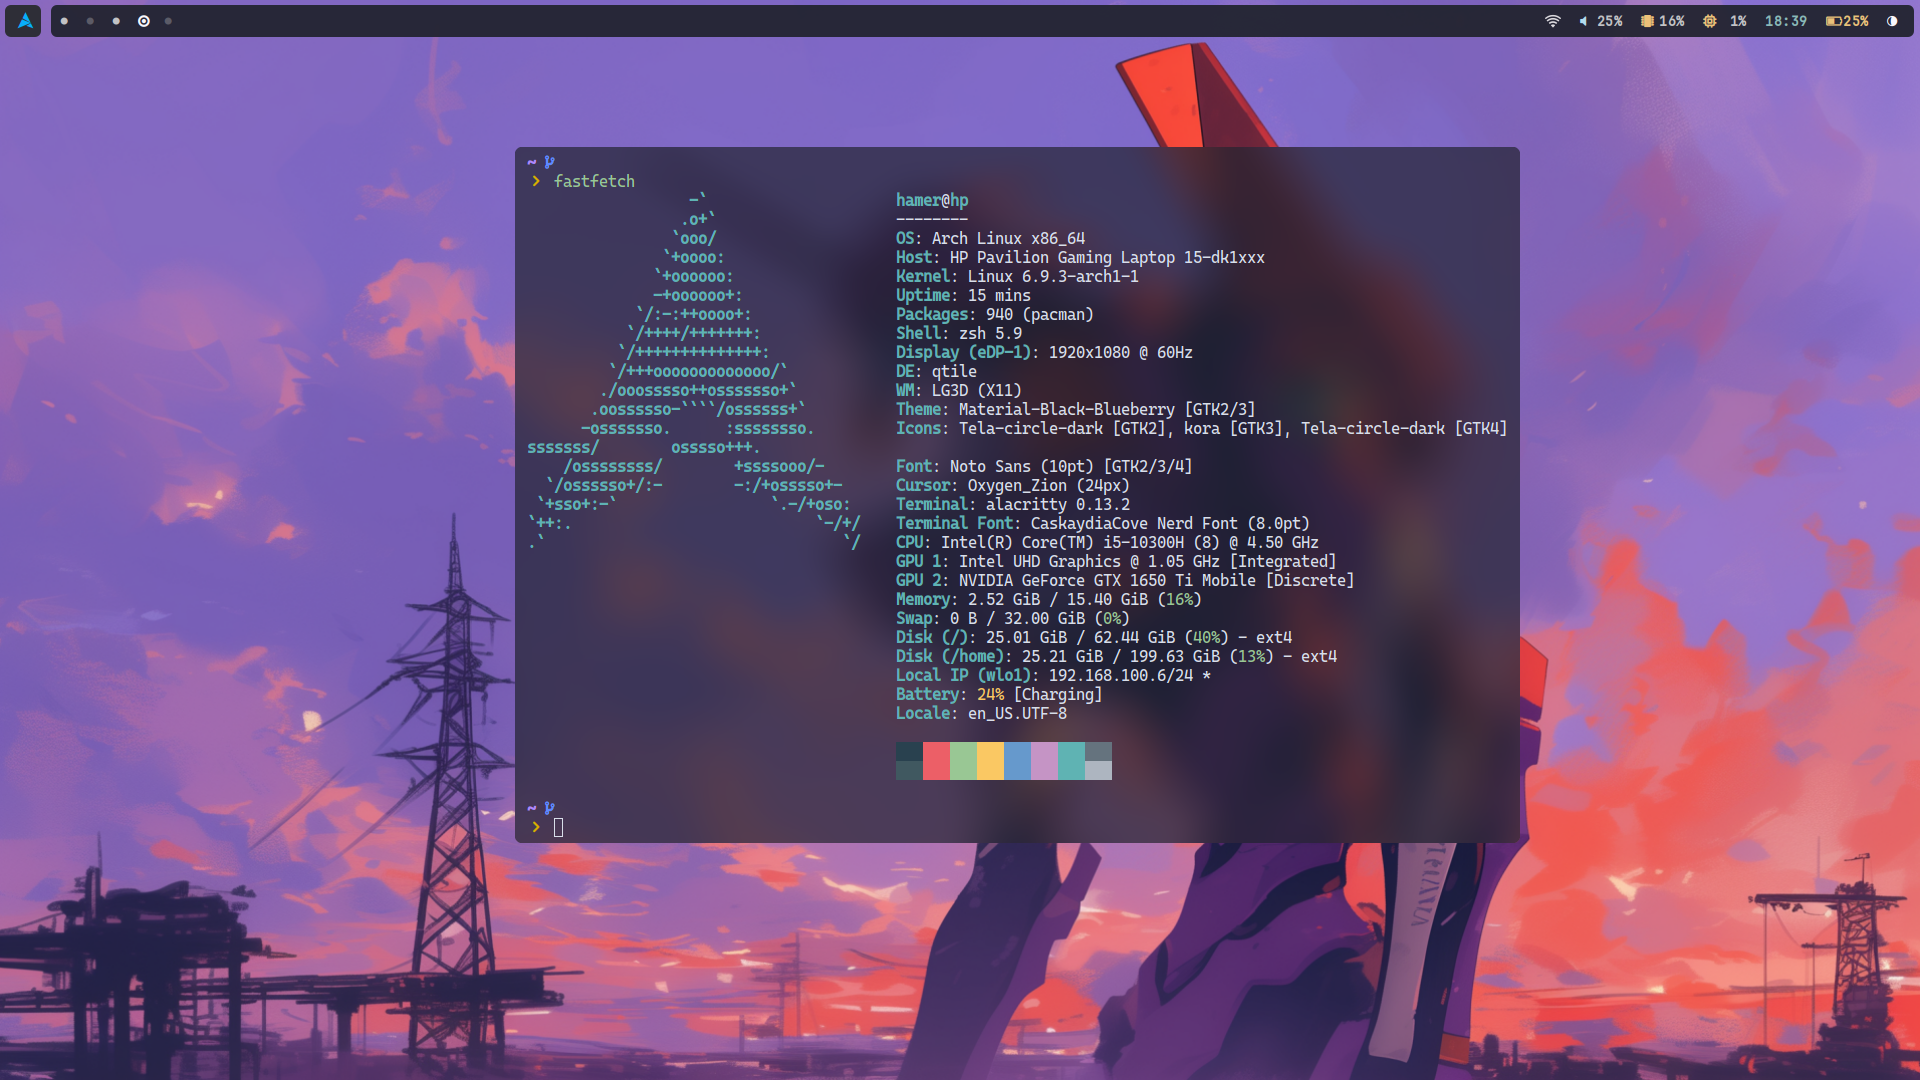 25% 16% 1% 18:39 25%
~
> fastfetch
                  -`
                 .o+`
                `ooo/
               `+oooo:
              `+oooooo:
              -+oooooo+:
            `/:-:++oooo+:
           `/++++/+++++++:
          `/++++++++++++++:
         `/+++ooooooooooooo/`
        ./ooosssso++osssssso+`
       .oossssso-````/ossssss+`
      -osssssso.      :ssssssso.
sssssss/        osssso+++.
    /ossssssss/        +ssssooo/-
  `/ossssso+/:-        -:/+osssso+-
 `+sso+:-`                 `.-/+oso:
`++:.                           `-/+/
.`                                 `/
hamer@hp
--------
OS: Arch Linux x86_64
Host: HP Pavilion Gaming Laptop 15-dk1xxx
Kernel: Linux 6.9.3-arch1-1
Uptime: 15 mins
Packages: 940 (pacman)
Shell: zsh 5.9
Display (eDP-1): 1920x1080 @ 60Hz
DE: qtile
WM: LG3D (X11)
Theme: Material-Black-Blueberry [GTK2/3]
Icons: Tela-circle-dark [GTK2], kora [GTK3], Tela-circle-dark [GTK4]
Font: Noto Sans (10pt) [GTK2/3/4]
Cursor: Oxygen_Zion (24px)
Terminal: alacritty 0.13.2
Terminal Font: CaskaydiaCove Nerd Font (8.0pt)
CPU: Intel(R) Core(TM) i5-10300H (8) @ 4.50 GHz
GPU 1: Intel UHD Graphics @ 1.05 GHz [Integrated]
GPU 2: NVIDIA GeForce GTX 1650 Ti Mobile [Discrete]
Memory: 2.52 GiB / 15.40 GiB (16%)
Swap: 0 B / 32.00 GiB (0%)
Disk (/): 25.01 GiB / 62.44 GiB (40%) - ext4
Disk (/home): 25.21 GiB / 199.63 GiB (13%) - ext4
Local IP (wlo1): 192.168.100.6/24 *
Battery: 24% [Charging]
Locale: en_US.UTF-8
~
>